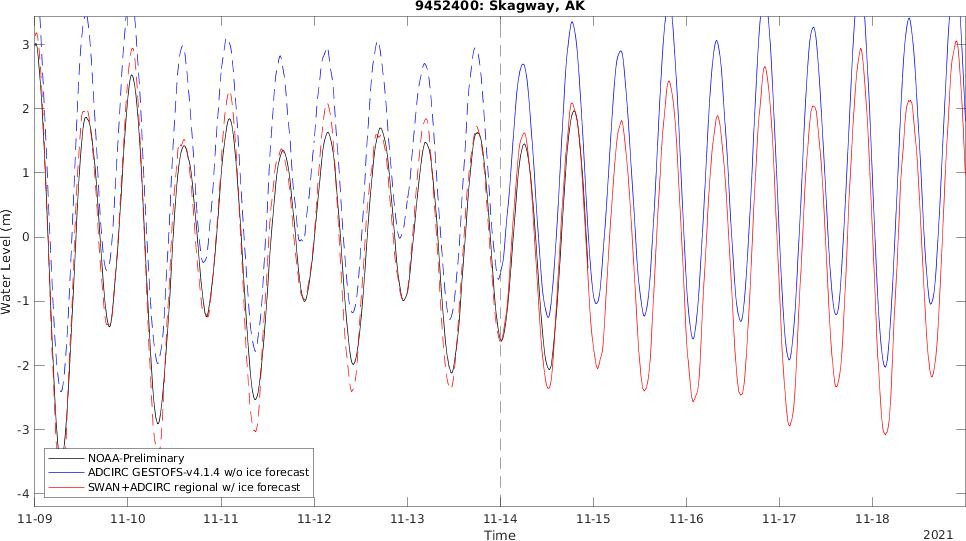 9452400: Skagway, AK
3
2
1
0
-1
-2
-3
-4
Water Level (m)
NOAA-Preliminary
ADCIRC GESTOFS-v4.1.4 w/o ice forecast
SWAN+ADCIRC regional w/ ice forecast
11-09 11-10 11-11 11-12 11-13 11-14 11-15 11-16 11-17 11-18
Time
2021